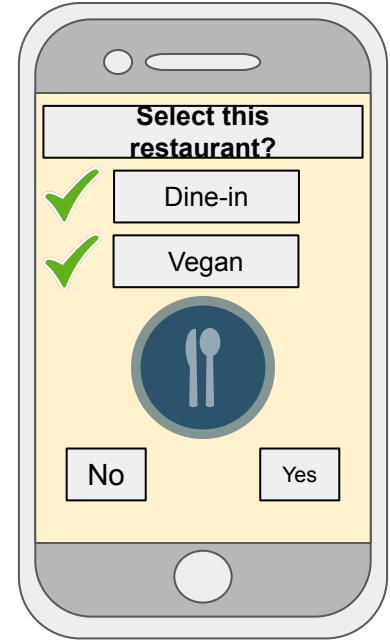 Select this
restaurant?
Dine-in
Vegan
No
Yes